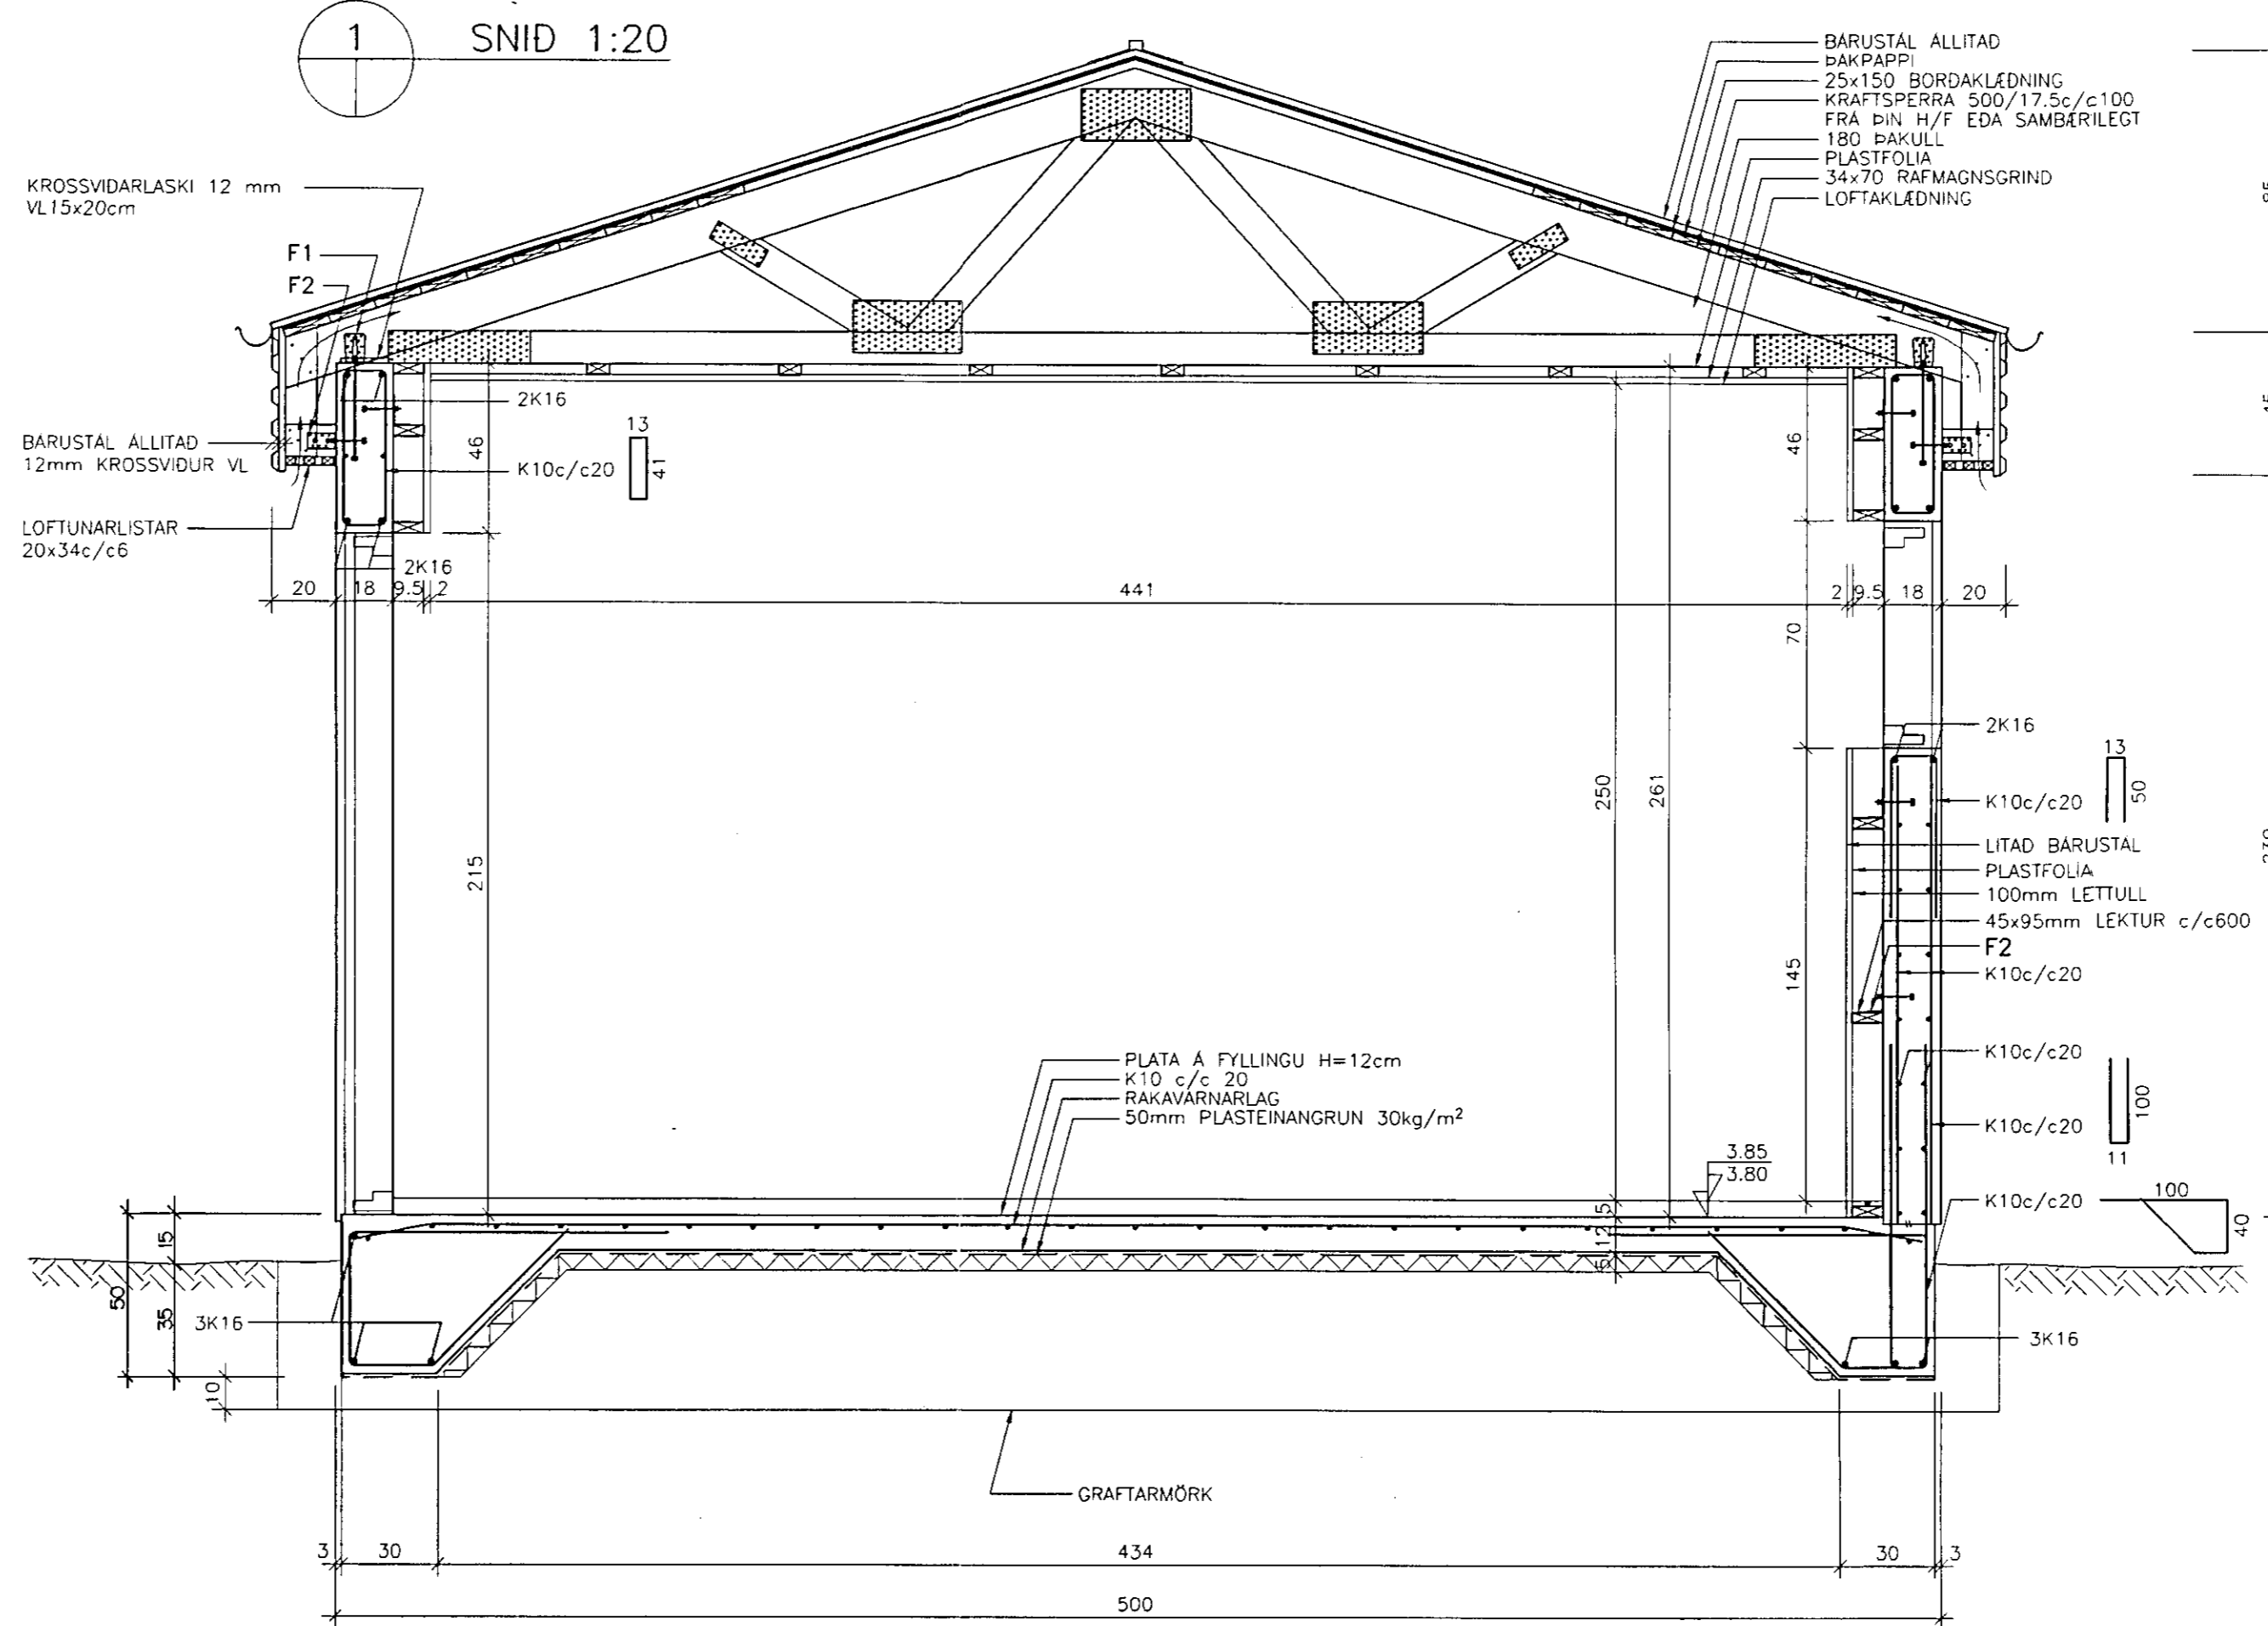 1
SNIÐ 1:20
BÁRUSTÁL ÁLLITAÐ
ÞAKPAPPI
25x150 BORÐAKLÆÐNING
KRAFTSPERRA 500/17.5c/c100
FRÁ ÞIN H/F EÐA SAMBÆRILEGT
180 ÞAKULL
PLASTFOLIA
34x70 RAFMAGNSGRIND
LOFTAKLÆÐNING
KROSSVIÐARLASKI 12 mm
VL15x20cm
F1
F2
BÁRUSTÁL ÁLLITAÐ
12mm KROSSVIÐUR VL
LOFTUNARLISTAR
20x34c/c6
2K16
K10c/c20
13
41
46
2K16
46
45
20 18 9.5 2 441 2 9.5 18 20
70
215
250
261
145
2K16
K10c/c20
13
50
LITAÐ BÁRUSTÁL
PLASTFOLÍA
100mm LÉTTULL
45x95mm LEKTUR c/c600
F2
K10c/c20
K10c/c20
K10c/c20
100
11
K10c/c20
100
40
PLATA Á FYLLINGU H=12cm
K10 c/c 20
RAKAVARNARLAG
50mm PLASTEINANGRUN 30kg/m²
3.85
3.80
5
12
5
15
50
35
10
3K16
3K16
GRAFTARMÖRK
3 30 434 30 3
500